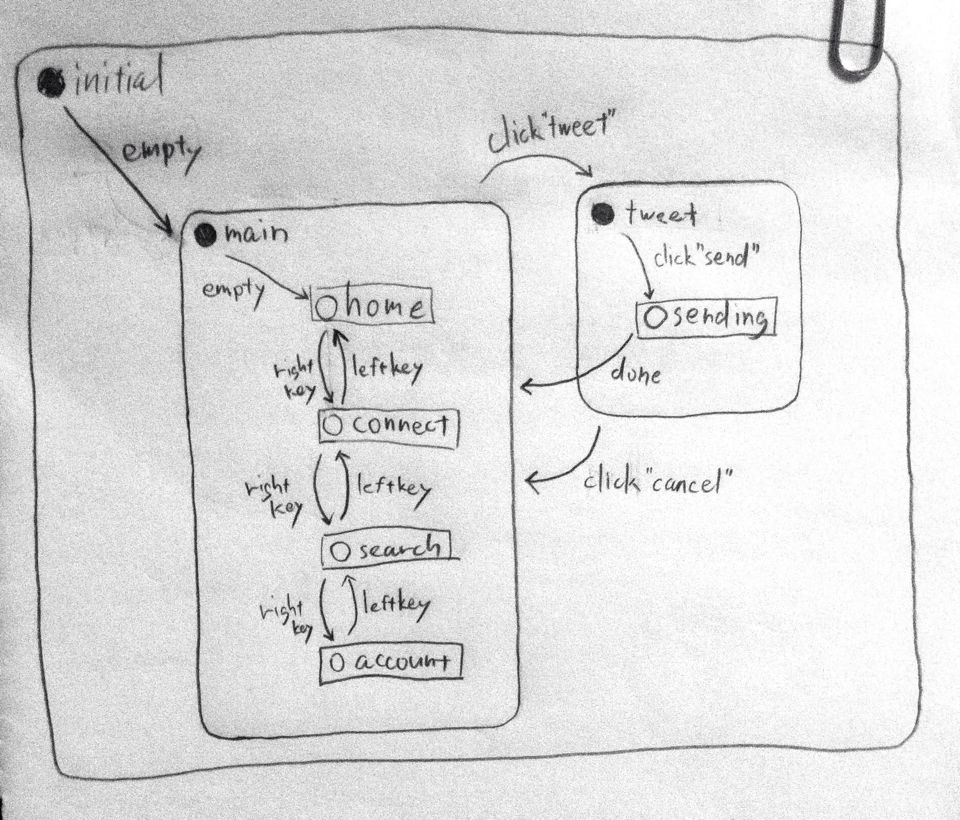 initial
empty
click "tweet"
main
empty
home
right
key
leftkey
connect
right
key
leftkey
search
right
key
leftkey
account
tweet
click "send"
sending
done
click "cancel"